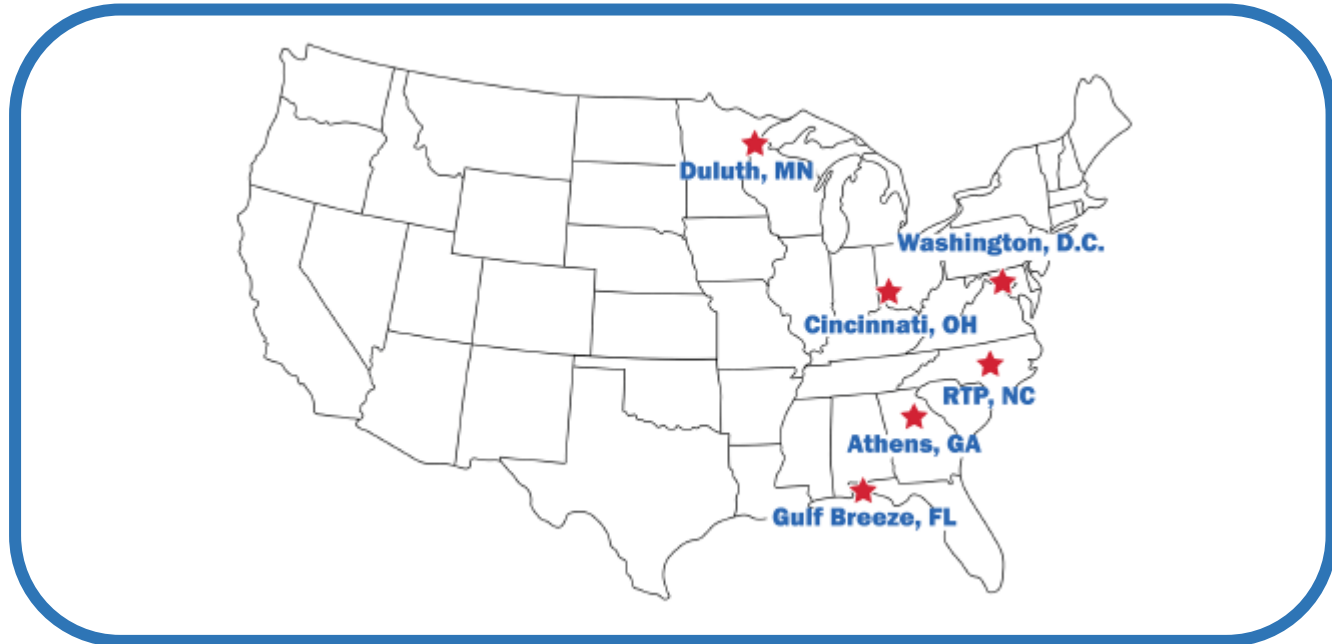 Duluth, MN
Washington, D.C.
Cincinnati, OH
RTP, NC
Athens, GA
Gulf Breeze, FL